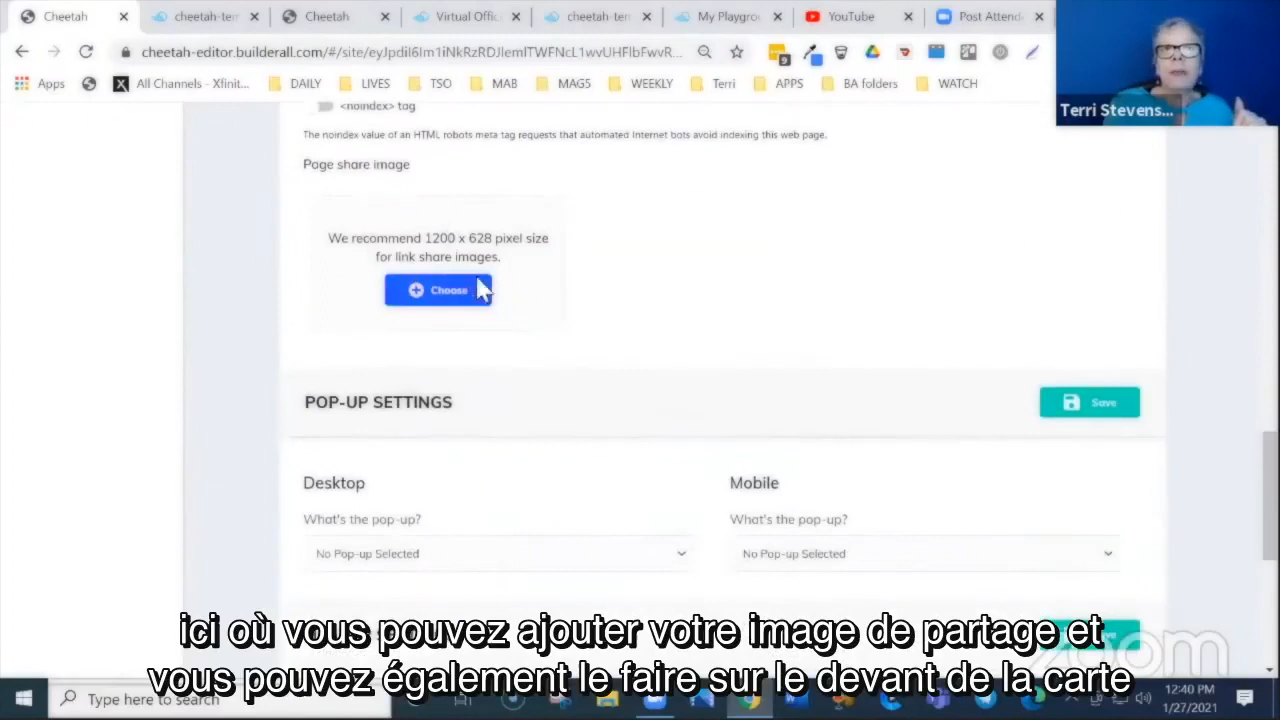 Cheetah
cheetah-ter
Cheetah
Virtual Offic
cheetah-ter
My Playgrou
YouTube
Post Attend
cheetah-editor.builderall.com/#/site/
9
Apps
All Channels - Xfinit...
DAILY
LIVES
TSO
MAB
MAG5
WEEKLY
Terri
APPS
BA folders
WATCH
Terri Stevens...
<noindex> tag
The noindex value of an HTML robots meta tag requests that automated Internet bots avoid indexing this web page.
Page share image
We recommend 1200 x 628 pixel size
for link share images.
Choose
POP-UP SETTINGS
Save
Desktop
Mobile
What's the pop-up?
What's the pop-up?
No Pop-up Selected
No Pop-up Selected
ici où vous pouvez ajouter votre image de partage et
vous pouvez également le faire sur le devant de la carte
zoom
Type here to search
12:40 PM
1/27/2021